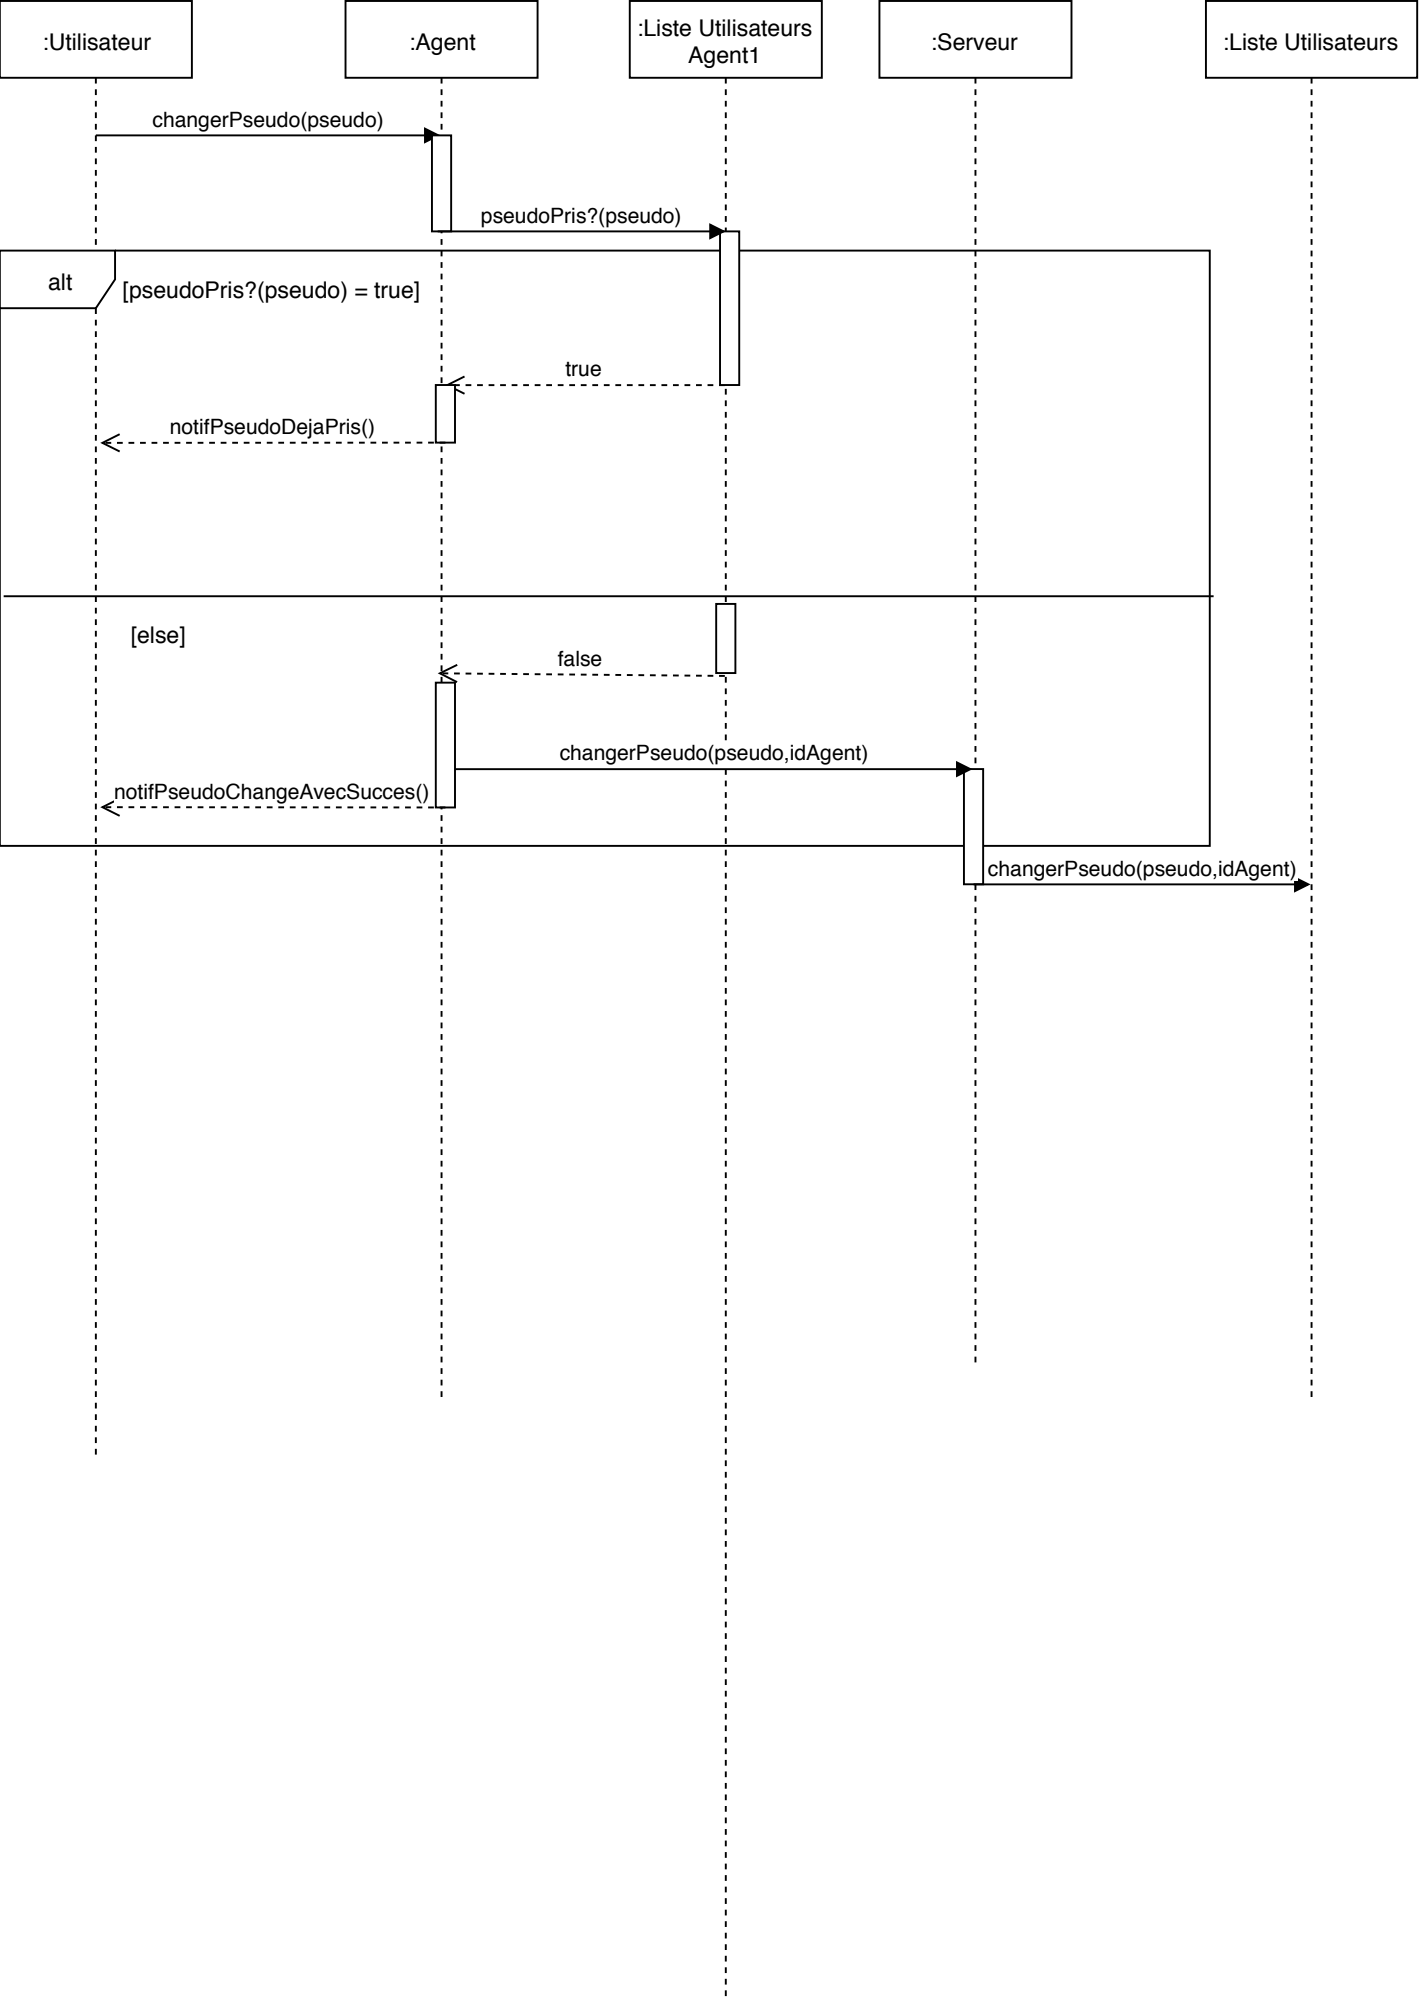 :Utilisateur
:Agent
:Liste Utilisateurs
Agent1
:Serveur
:Liste Utilisateurs
changerPseudo(pseudo)
pseudoPris?(pseudo)
alt
[pseudoPris?(pseudo) = true]
true
notifPseudoDejaPris()
[else]
false
changerPseudo(pseudo,idAgent)
notifPseudoChangeAvecSucces()
changerPseudo(pseudo,idAgent)